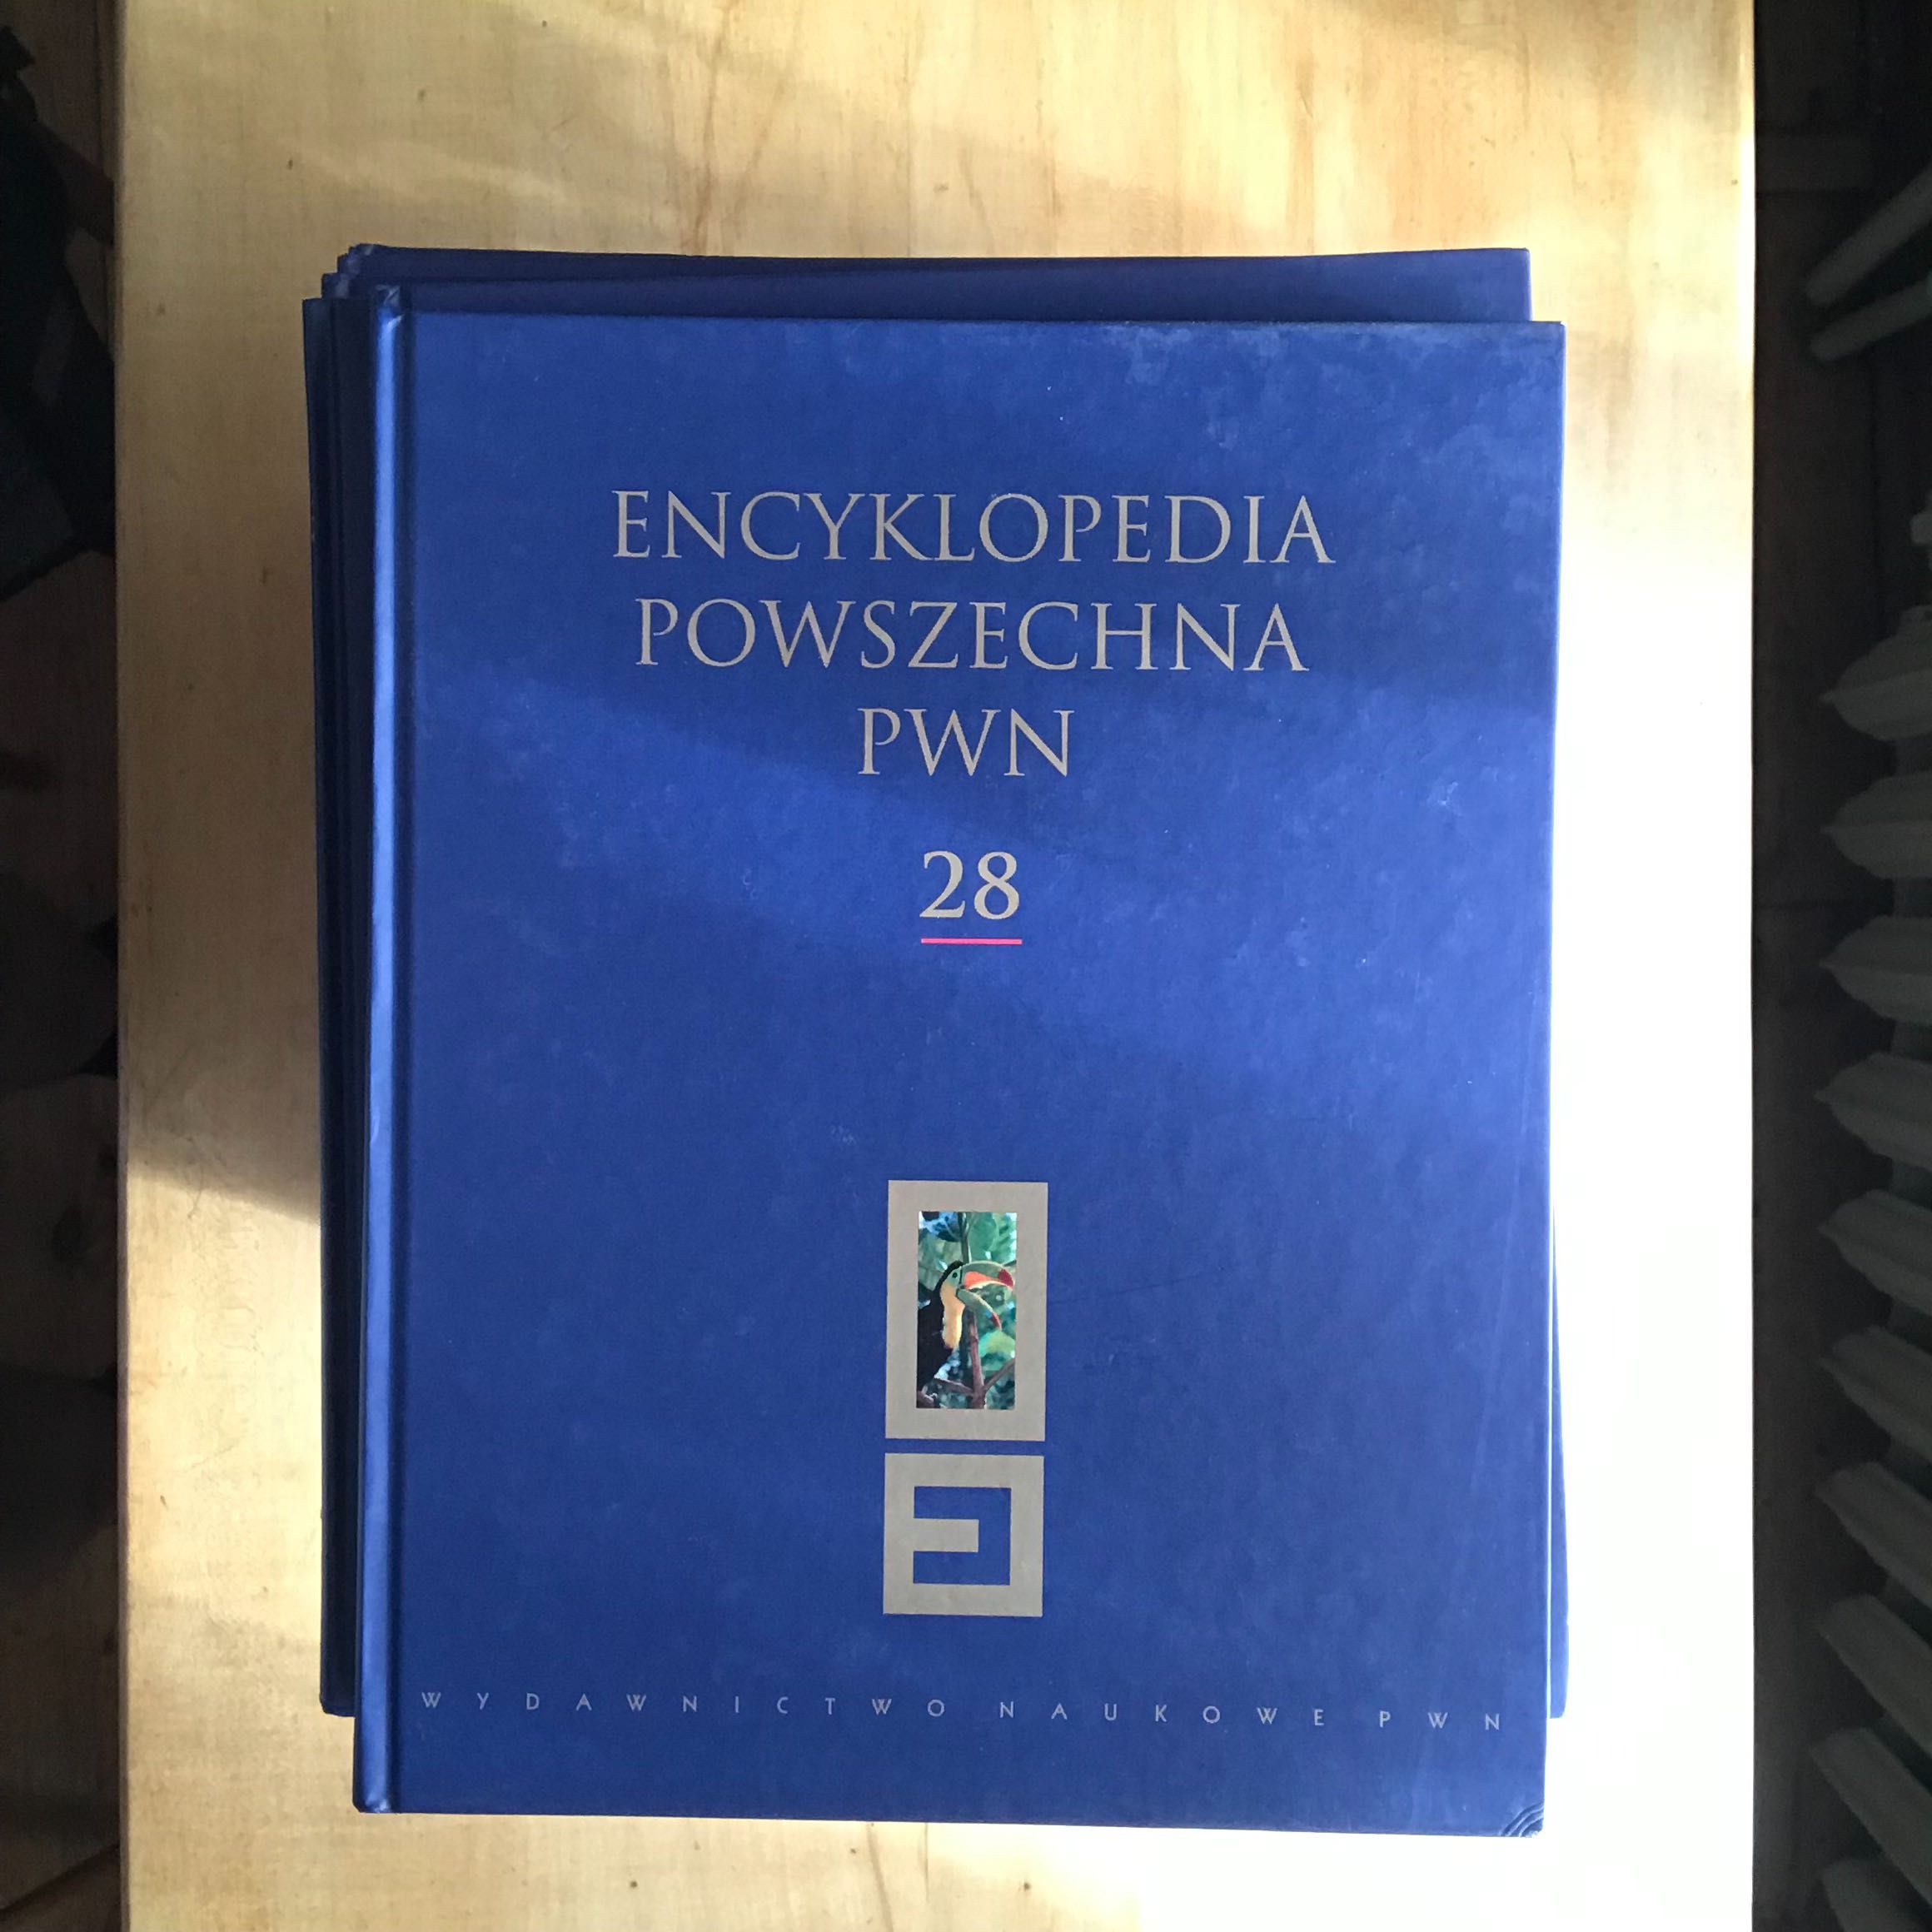 ENCYKLOPEDIA
POWSZECHNA
PWN
28
WYDAWNICTWO NAUKOWE PWN